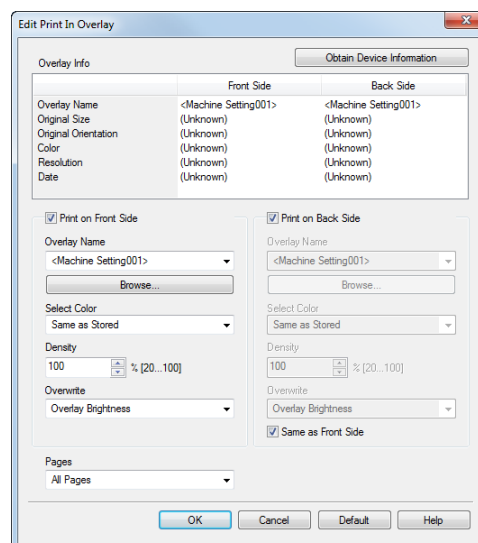 Edit Print In Overlay
Overlay Info
Obtain Device Information
Front Side Back Side
Overlay Name <Machine Setting001> <Machine Setting001>
Original Size (Unknown) (Unknown)
Original Orientation (Unknown) (Unknown)
Color (Unknown) (Unknown)
Resolution (Unknown) (Unknown)
Date (Unknown) (Unknown)
Print on Front Side
Overlay Name
<Machine Setting001>
Browse...
Select Color
Same as Stored
Density
100 % [20...100]
Overwrite
Overlay Brightness
Print on Back Side
Overlay Name
<Machine Setting001>
Browse...
Select Color
Same as Stored
Density
100 % [20...100]
Overwrite
Overlay Brightness
Same as Front Side
Pages
All Pages
OK Cancel Default Help